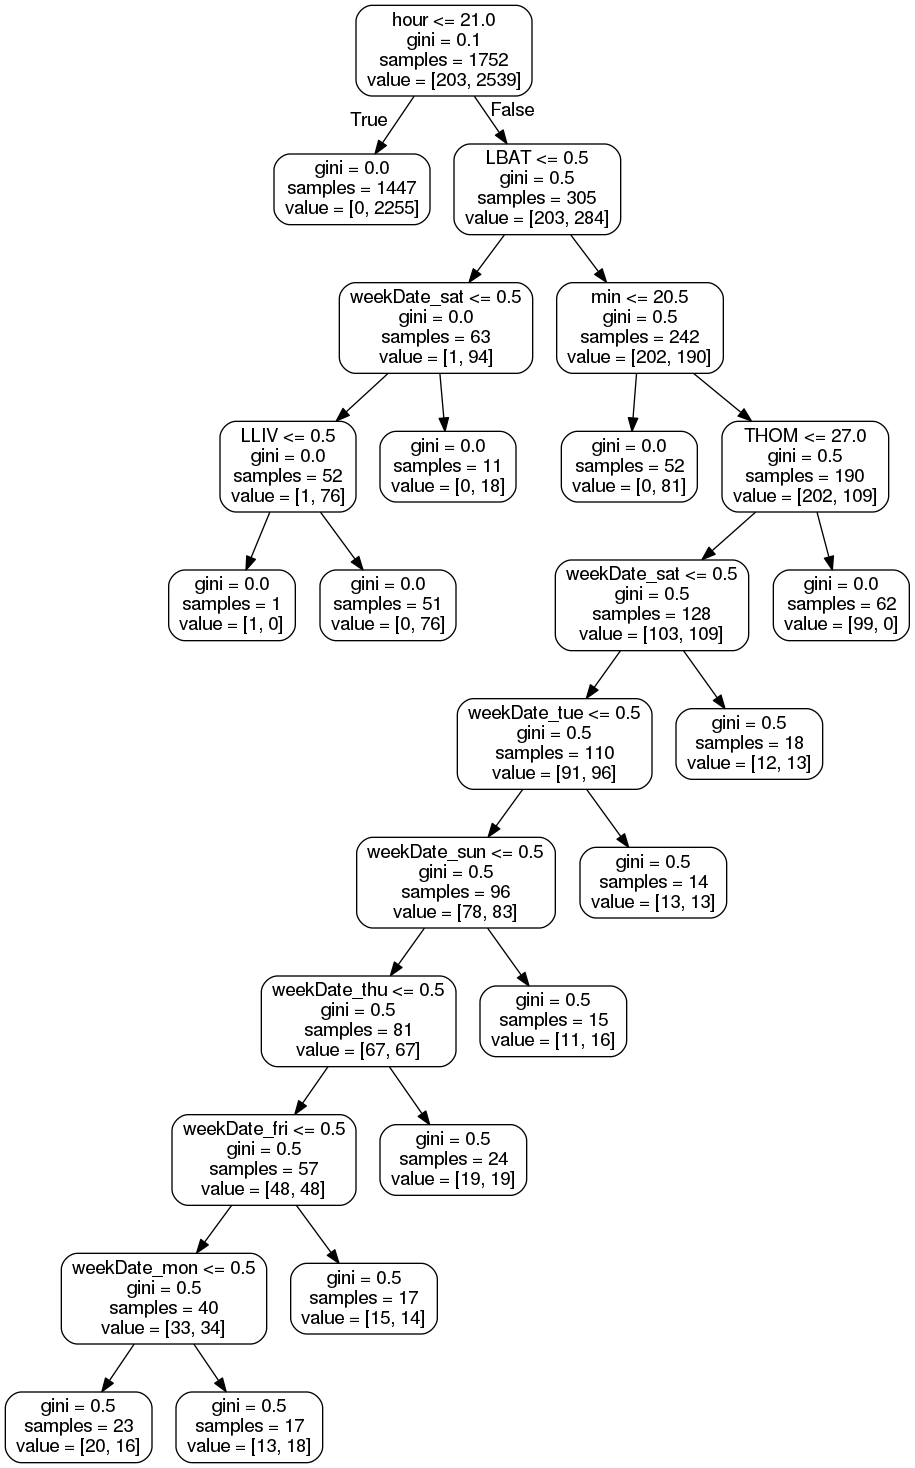 hour <= 21.0
gini = 0.1
samples = 1752
value = [203, 2539]
True
False
gini = 0.0
samples = 1447
value = [0, 2255]
LBAT <= 0.5
gini = 0.5
samples = 305
value = [203, 284]
weekDate_sat <= 0.5
gini = 0.0
samples = 63
value = [1, 94]
min <= 20.5
gini = 0.5
samples = 242
value = [202, 190]
LLIV <= 0.5
gini = 0.0
samples = 52
value = [1, 76]
gini = 0.0
samples = 11
value = [0, 18]
gini = 0.0
samples = 52
value = [0, 81]
THOM <= 27.0
gini = 0.5
samples = 190
value = [202, 109]
gini = 0.0
samples = 1
value = [1, 0]
gini = 0.0
samples = 51
value = [0, 76]
weekDate_sat <= 0.5
gini = 0.5
samples = 128
value = [103, 109]
gini = 0.0
samples = 62
value = [99, 0]
weekDate_tue <= 0.5
gini = 0.5
samples = 110
value = [91, 96]
gini = 0.5
samples = 18
value = [12, 13]
weekDate_sun <= 0.5
gini = 0.5
samples = 96
value = [78, 83]
gini = 0.5
samples = 14
value = [13, 13]
weekDate_thu <= 0.5
gini = 0.5
samples = 81
value = [67, 67]
gini = 0.5
samples = 15
value = [11, 16]
weekDate_fri <= 0.5
gini = 0.5
samples = 57
value = [48, 48]
gini = 0.5
samples = 24
value = [19, 19]
weekDate_mon <= 0.5
gini = 0.5
samples = 40
value = [33, 34]
gini = 0.5
samples = 17
value = [15, 14]
gini = 0.5
samples = 23
value = [20, 16]
gini = 0.5
samples = 17
value = [13, 18]